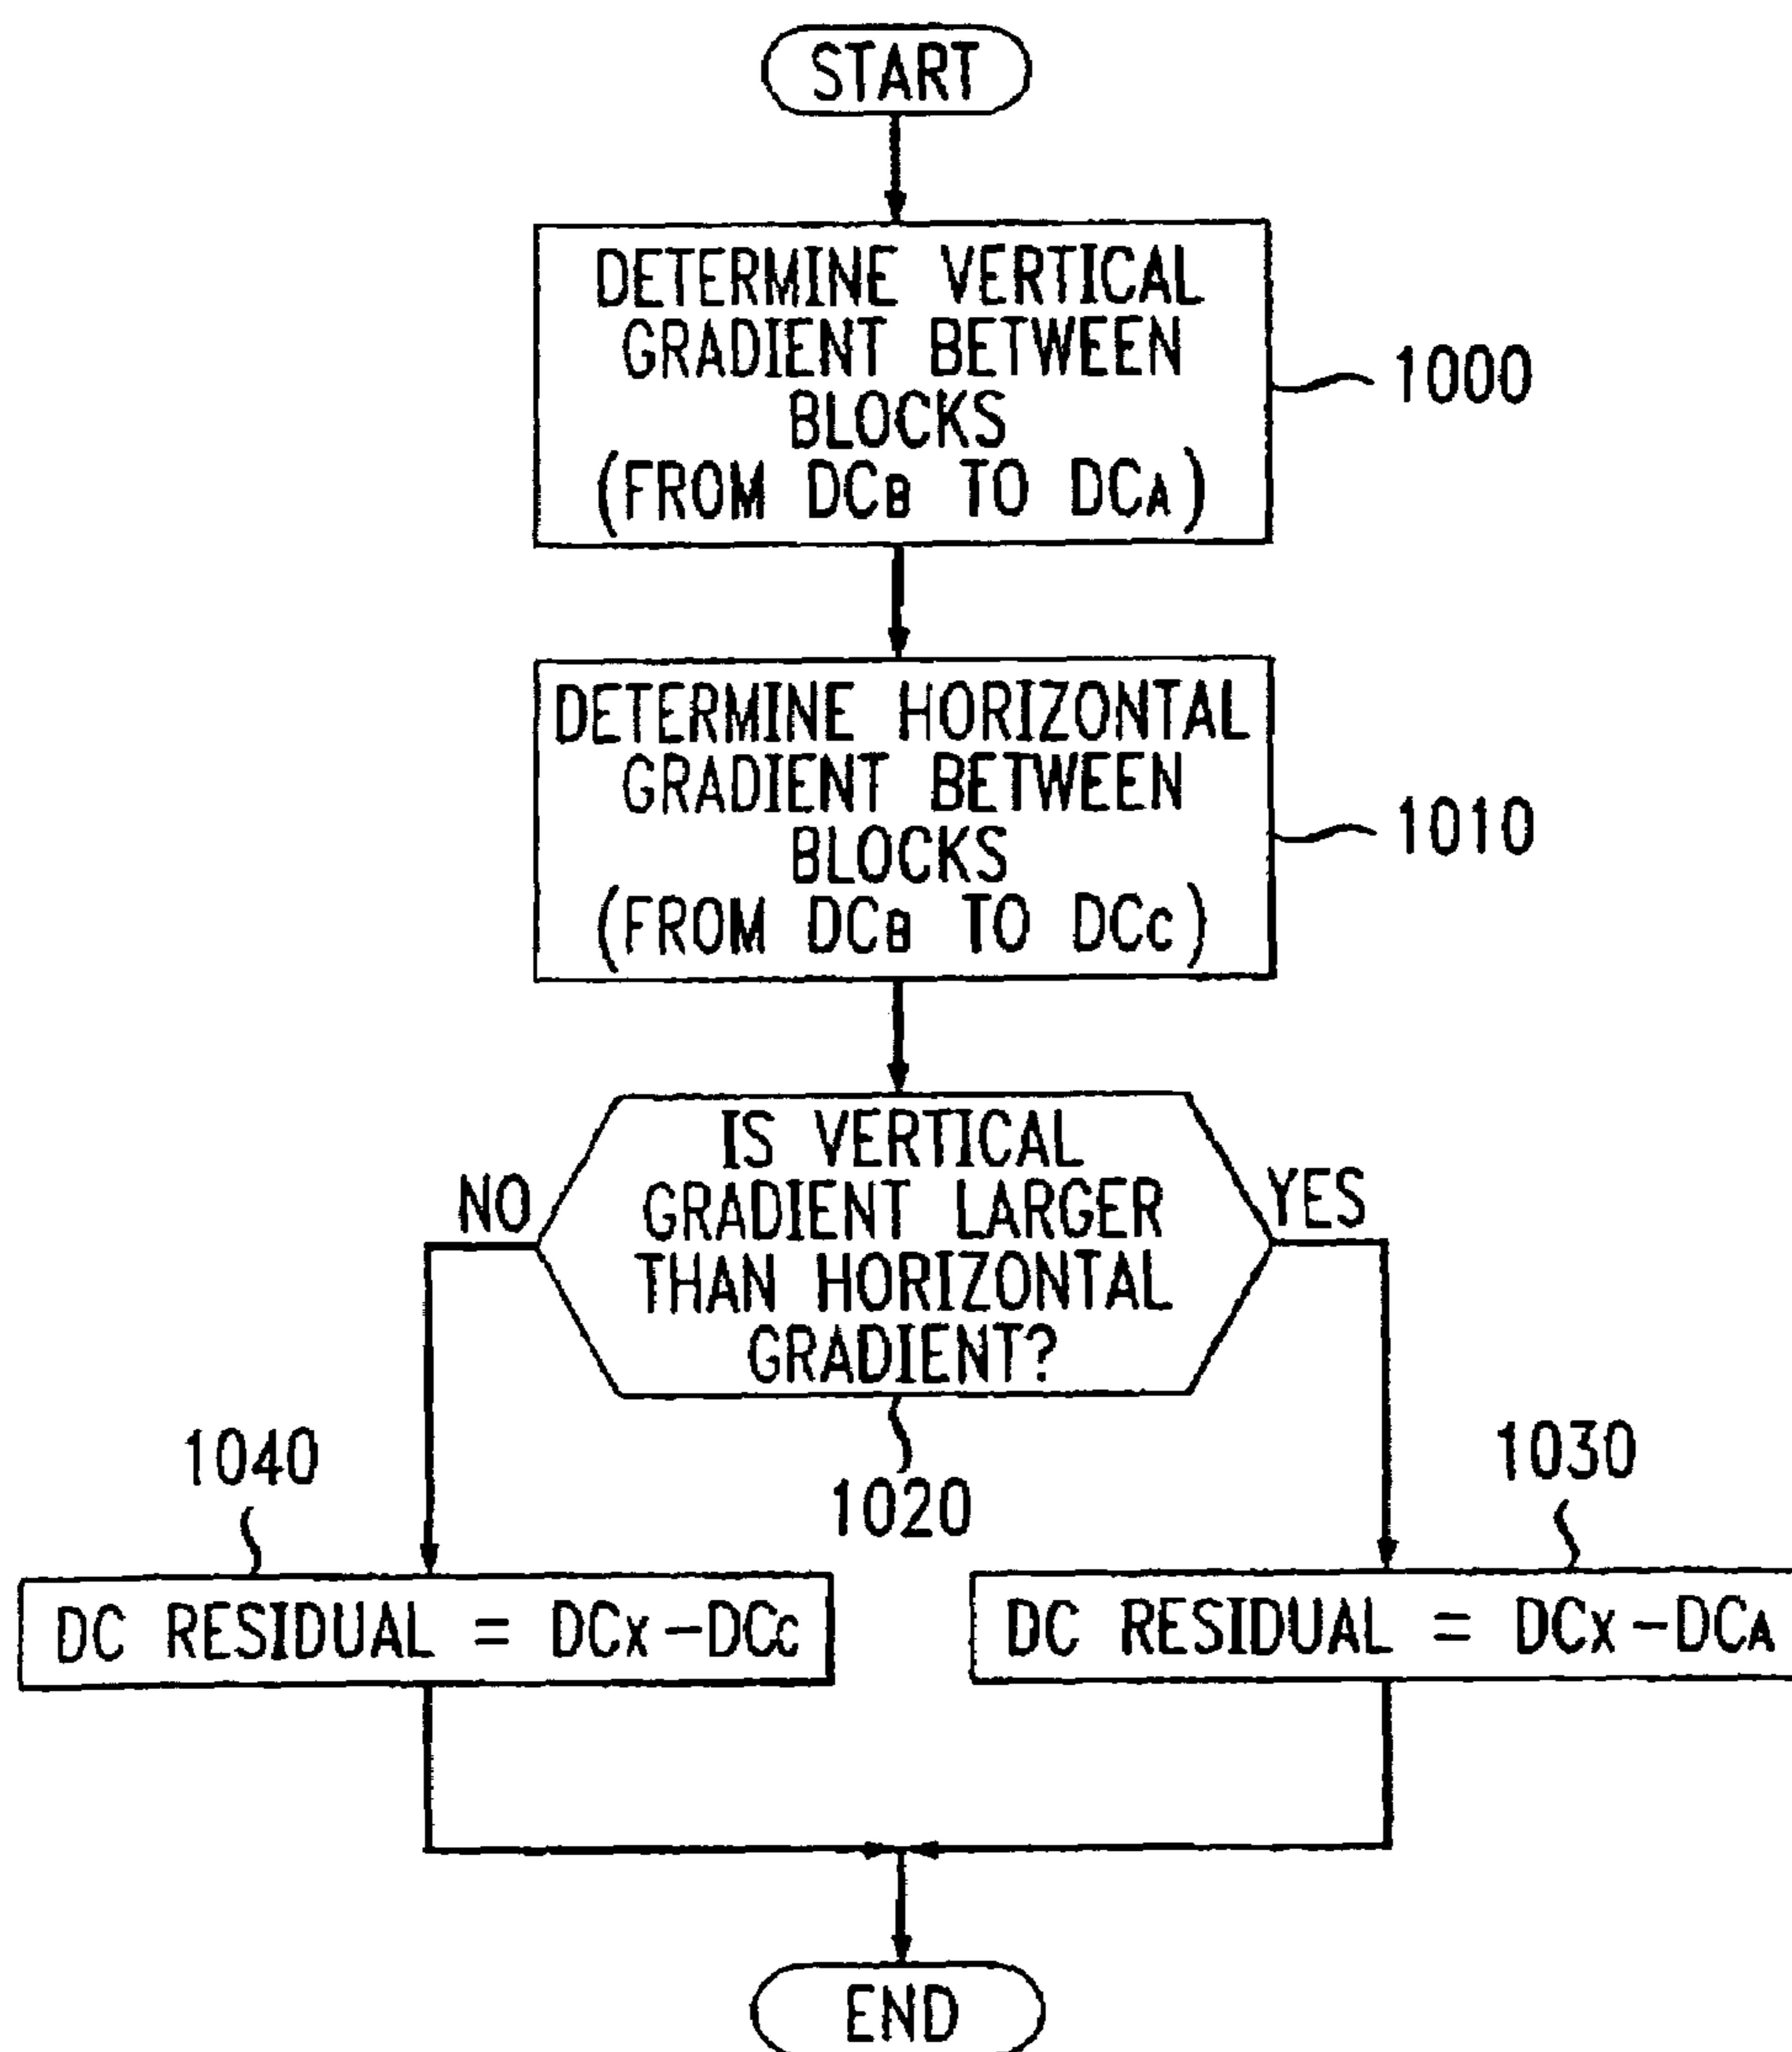 START
DETERMINE VERTICAL
GRADIENT BETWEEN
BLOCKS
(FROM DCB TO DCA)
1000
DETERMINE HORIZONTAL
GRADIENT BETWEEN
BLOCKS
(FROM DCB TO DCC)
1010
IS VERTICAL
GRADIENT LARGER
THAN HORIZONTAL
GRADIENT?
NO
YES
1020
1040
1030
DC RESIDUAL = DCX-DCC
DC RESIDUAL = DCX-DCA
END